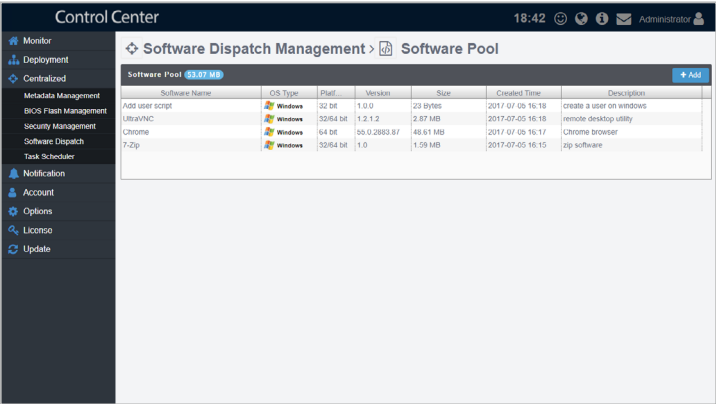 Control Center
18:42 Administrator
Monitor
Deployment
Centralized
Metadata Management
BIOS Flash Management
Security Management
Software Dispatch
Task Scheduler
Notification
Account
Options
License
Update
Software Dispatch Management > Software Pool
Software Pool 53.07 MB + Add
Software Name OS Type Platf... Version Size Created Time Description
Add user script Windows 32 bit 1.0.0 23 Bytes 2017-07-05 16:18 create a user on windows
UltraVNC Windows 32/64 bit 1.2.1.2 2.87 MB 2017-07-05 16:18 remote desktop utility
Chrome Windows 64 bit 55.0.2883.87 48.61 MB 2017-07-05 16:17 Chrome browser
7-Zip Windows 32/64 bit 1.0 1.59 MB 2017-07-05 16:15 zip software